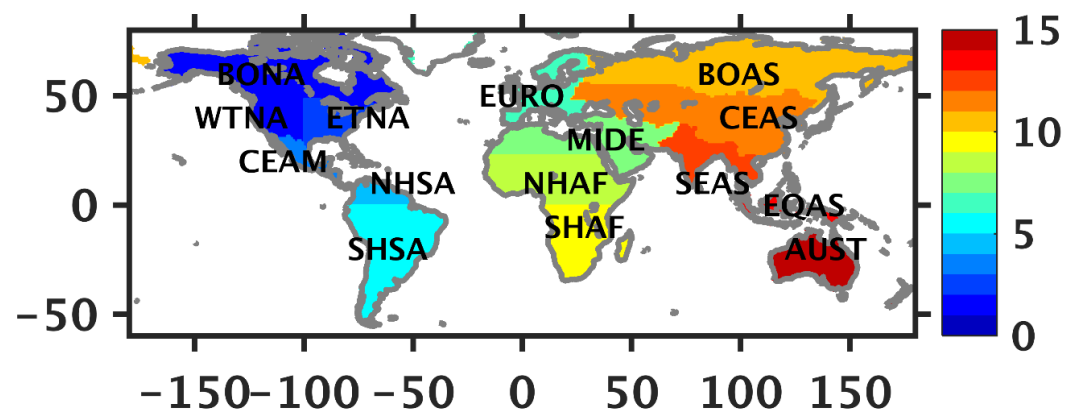 15
BONA BOAS
50 EURO
WTNA ETNA CEAS
10
MIDE
CEAM
NHSA NHAF SEAS
0 EQAS
SHAF
5
SHSA AUST
−50
0
−150 −100 −50 0 50 100 150